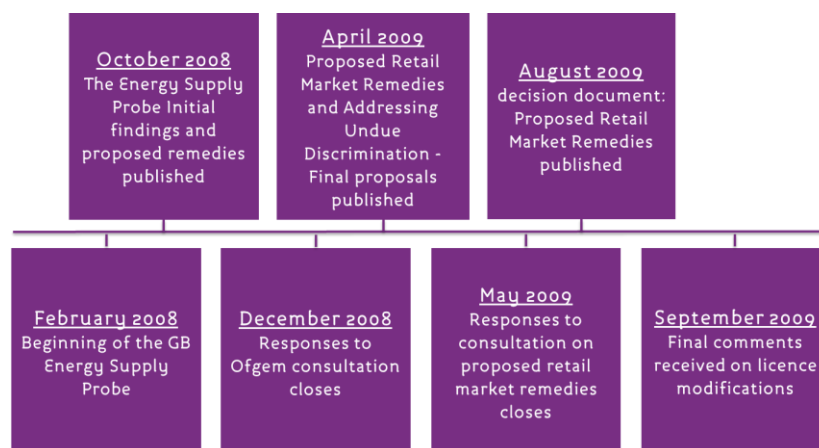 October 2008
The Energy Supply
Probe Initial
findings and
proposed remedies
published
April 2009
Proposed Retail
Market Remedies
and Addressing
Undue
Discrimination -
Final proposals
published
August 2009
decision document:
Proposed Retail
Market Remedies
published
February 2008
Beginning of the GB
Energy Supply
Probe
December 2008
Responses to
Ofgem consultation
closes
May 2009
Responses to
consultation on
proposed retail
market remedies
closes
September 2009
Final comments
received on licence
modifications